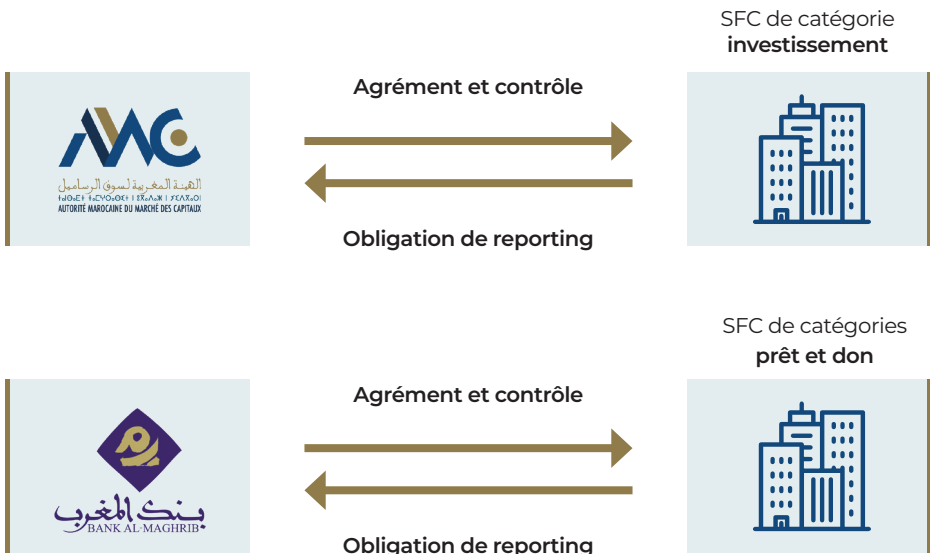 SFC de catégorie
investissement
Agrément et contrôle
الهيئة المغربية لسوق الرساميل
AUTORITÉ MAROCAINE DU MARCHÉ DES CAPITAUX
Obligation de reporting
SFC de catégories
prêt et don
Agrément et contrôle
بنك المغرب
BANK AL-MAGHRIB
Obligation de reporting